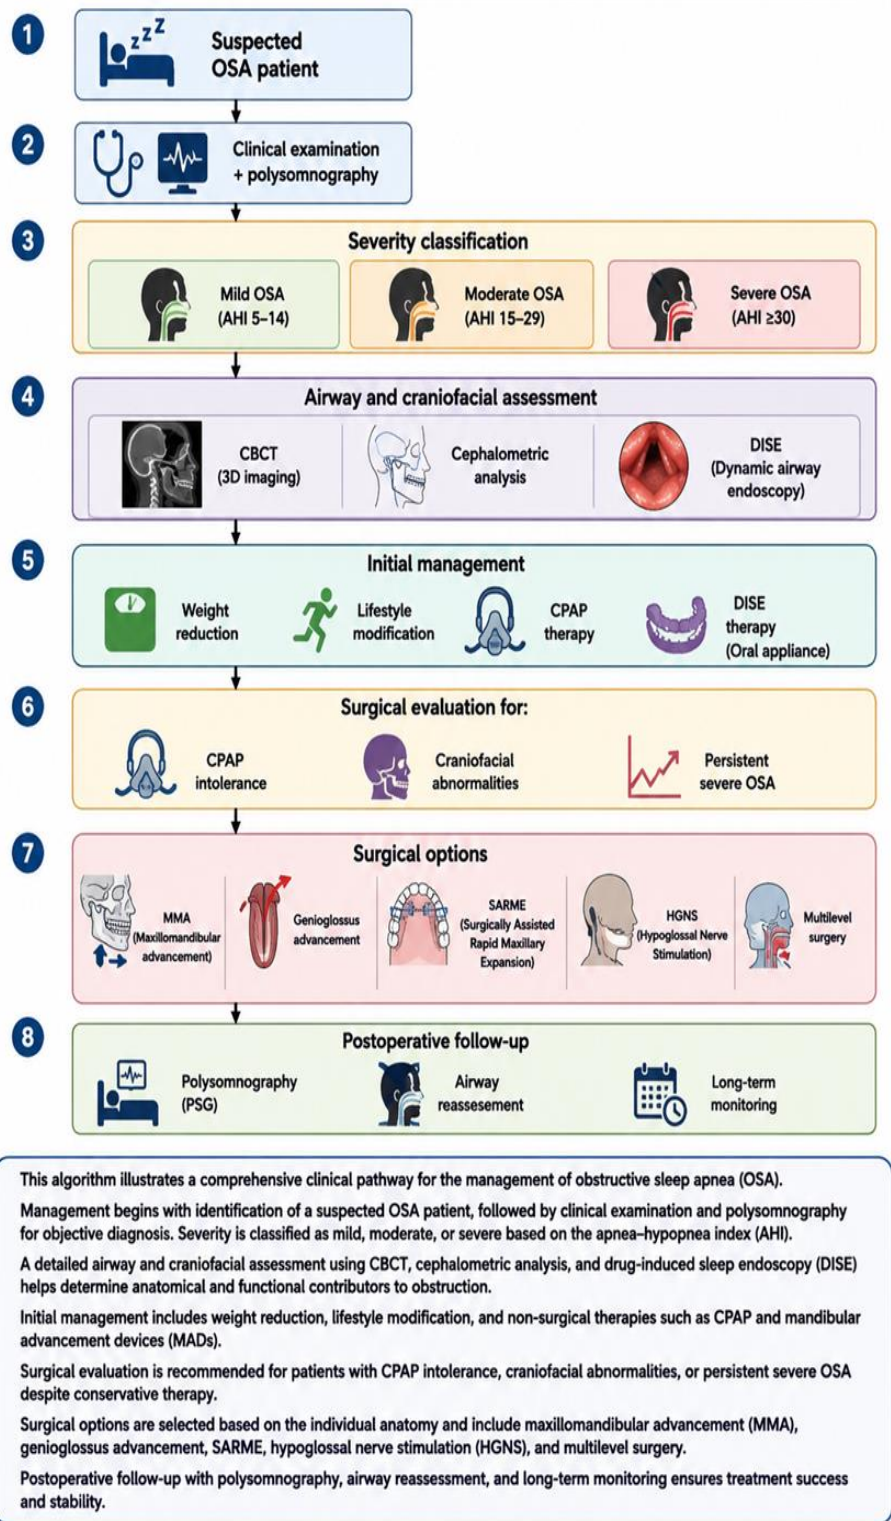 1
z z z
Suspected
OSA patient
2
Clinical examination
+ polysomnography
3
Severity classification
Mild OSA
(AHI 5–14)
Moderate OSA
(AHI 15–29)
Severe OSA
(AHI ≥30)
4
Airway and craniofacial assessment
CBCT
(3D imaging)
Cephalometric
analysis
DISE
(Dynamic airway
endoscopy)
5
Initial management
Weight
reduction
Lifestyle
modification
CPAP
therapy
DISE
therapy
(Oral appliance)
6
Surgical evaluation for:
CPAP
intolerance
Craniofacial
abnormalities
Persistent
severe OSA
7
Surgical options
MMA
(Maxillomandibular
advancement)
Genioglossus
advancement
SARME
(Surgically Assisted
Rapid Maxillary
Expansion)
HGNS
(Hypoglossal Nerve
Stimulation)
Multilevel
surgery
8
Postoperative follow-up
Polysomnography
(PSG)
Airway
reassesement
Long-term
monitoring
This algorithm illustrates a comprehensive clinical pathway for the management of obstructive sleep apnea (OSA).
Management begins with identification of a suspected OSA patient, followed by clinical examination and polysomnography
for objective diagnosis. Severity is classified as mild, moderate, or severe based on the apnea–hypopnea index (AHI).
A detailed airway and craniofacial assessment using CBCT, cephalometric analysis, and drug-induced sleep endoscopy (DISE)
helps determine anatomical and functional contributors to obstruction.
Initial management includes weight reduction, lifestyle modification, and non-surgical therapies such as CPAP and mandibular
advancement devices (MADs).
Surgical evaluation is recommended for patients with CPAP intolerance, craniofacial abnormalities, or persistent severe OSA
despite conservative therapy.
Surgical options are selected based on the individual anatomy and include maxillomandibular advancement (MMA),
genioglossus advancement, SARME, hypoglossal nerve stimulation (HGNS), and multilevel surgery.
Postoperative follow-up with polysomnography, airway reassessment, and long-term monitoring ensures treatment success
and stability.